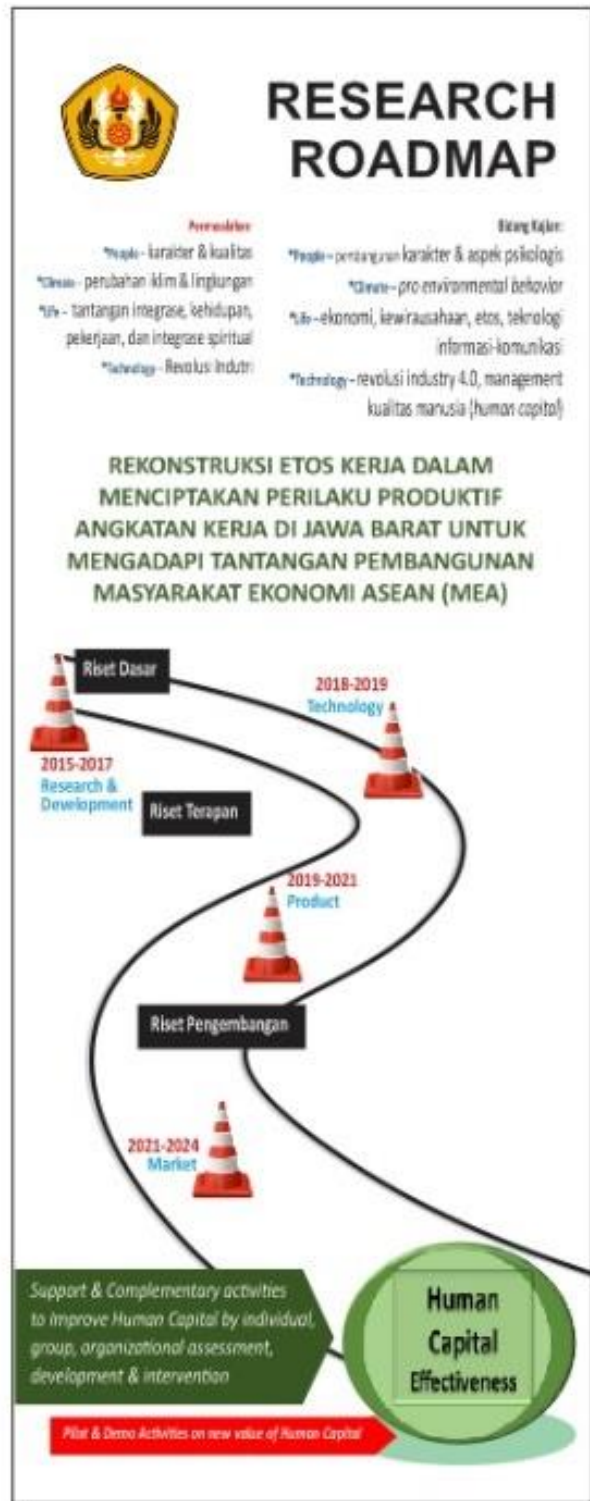 RESEARCH
ROADMAP
Permasalahan
*People – karakter & kualitas
*Climate – perubahan iklim & lingkungan
*Life – tantangan integrase, kehidupan,
pekerjaan, dan integrase spiritual
*Technology – Revolusi Indutri
Bidang Kajian:
*People – pembangunan karakter & aspek psikologis
*Climate – pro environmental behavior
*Life – ekonomi, kewirausahaan, etos, teknologi
informasi-komunikasi
*Technology – revolusi industry 4.0, management
kualitas manusia (human capital)
REKONSTRUKSI ETOS KERJA DALAM
MENCIPTAKAN PERILAKU PRODUKTIF
ANGKATAN KERJA DI JAWA BARAT UNTUK
MENGADAPI TANTANGAN PEMBANGUNAN
MASYARAKAT EKONOMI ASEAN (MEA)
Riset Dasar
2018-2019
Technology
2015-2017
Research &
Development
Riset Terapan
2019-2021
Product
Riset Pengembangan
2021-2024
Market
Support & Complementary activities
to Improve Human Capital by individual,
group, organizational assessment,
development & intervention
Human
Capital
Effectiveness
Pilot & Demo Activities on new value of Human Capital